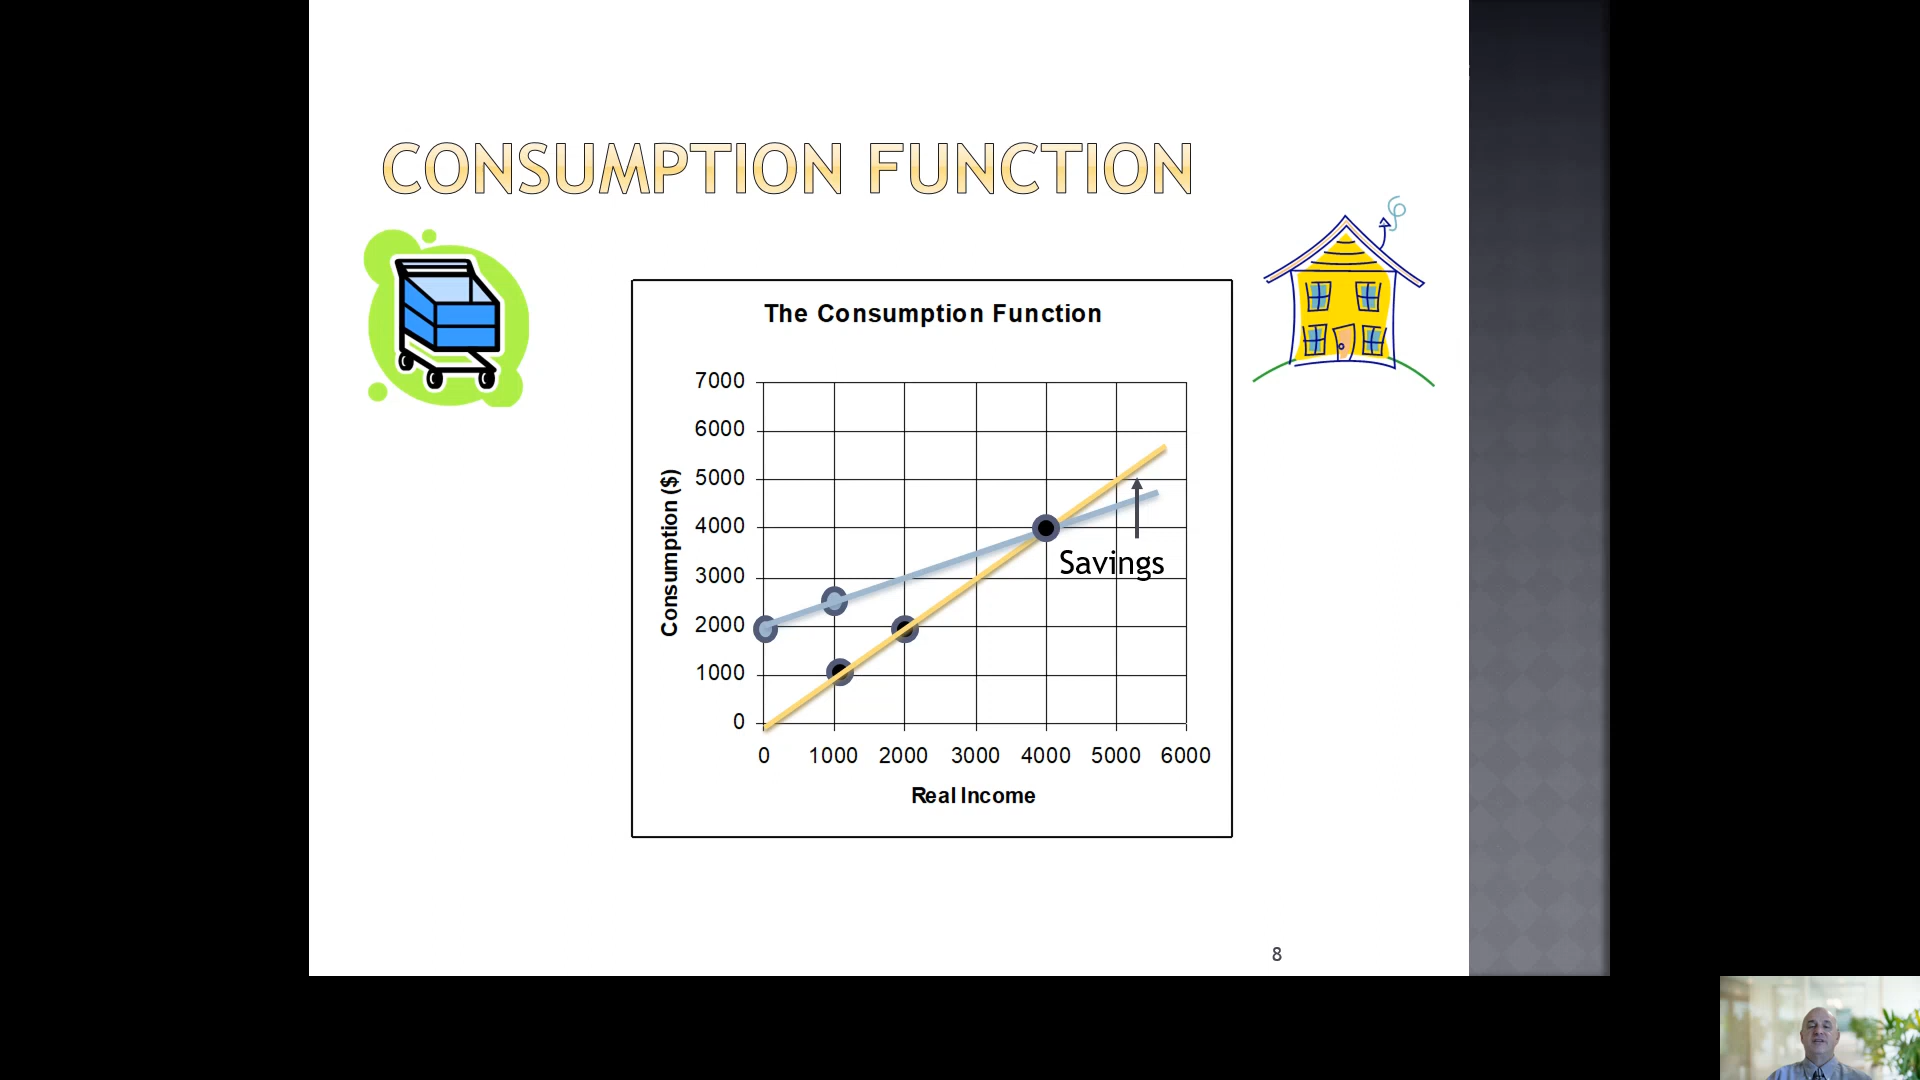 CONSUMPTION FUNCTION
The Consumption Function
7000
6000
5000
4000
3000
2000
1000
0
Consumption ($)
Savings
0 1000 2000 3000 4000 5000 6000
Real Income
8